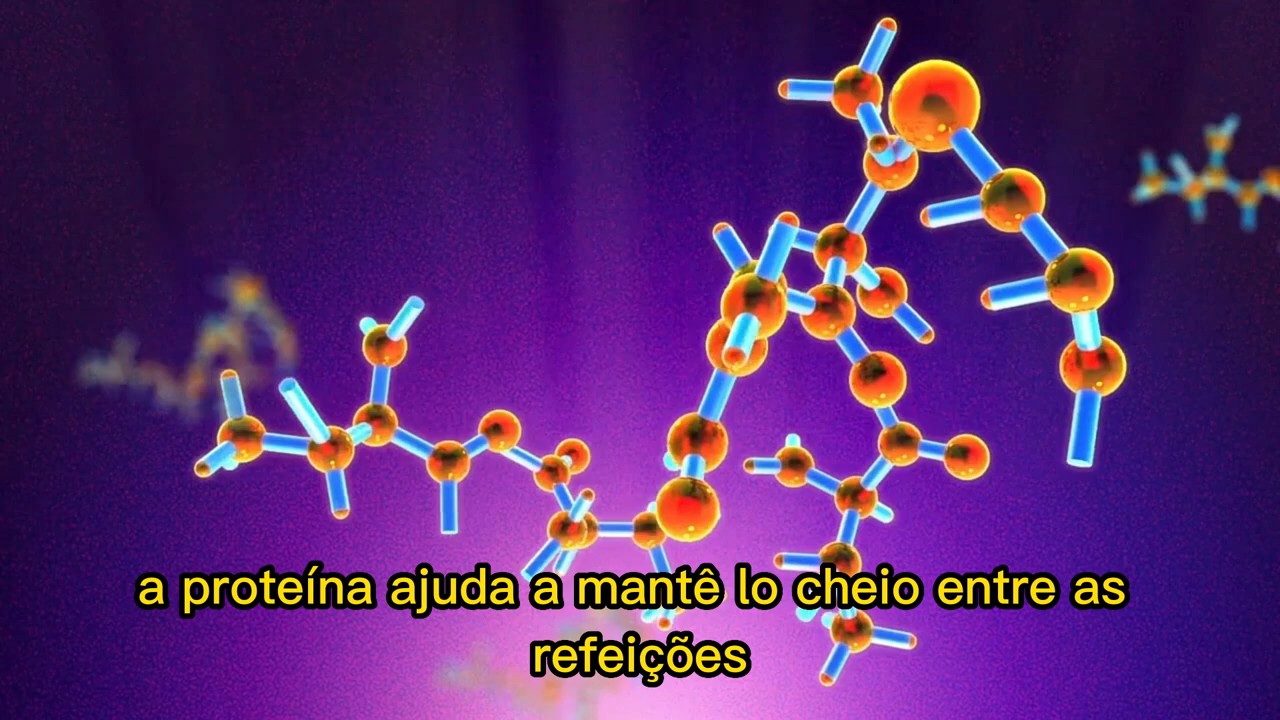 a proteína ajuda a mantê lo cheio entre as
refeições